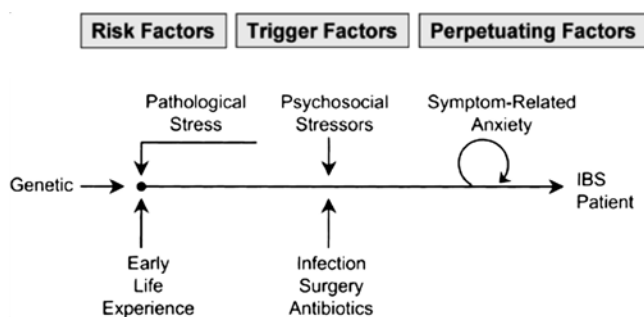 Risk Factors
Trigger Factors
Perpetuating Factors
Pathological
Stress
Psychosocial
Stressors
Symptom-Related
Anxiety
Genetic
IBS
Patient
Early
Life
Experience
Infection
Surgery
Antibiotics